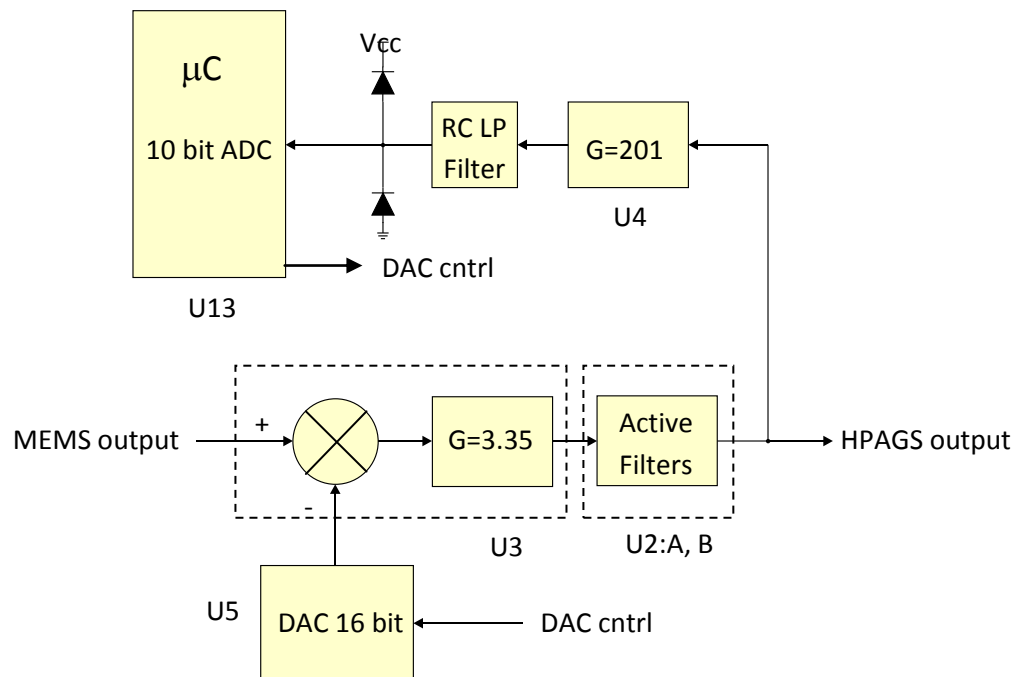 Vcc
μC
10 bit ADC
RC LP
Filter
G=201
U4
DAC cntrl
U13
MEMS output
+
-
G=3.35
Active
Filters
HPAGS output
U3
U2:A, B
U5
DAC 16 bit
DAC cntrl